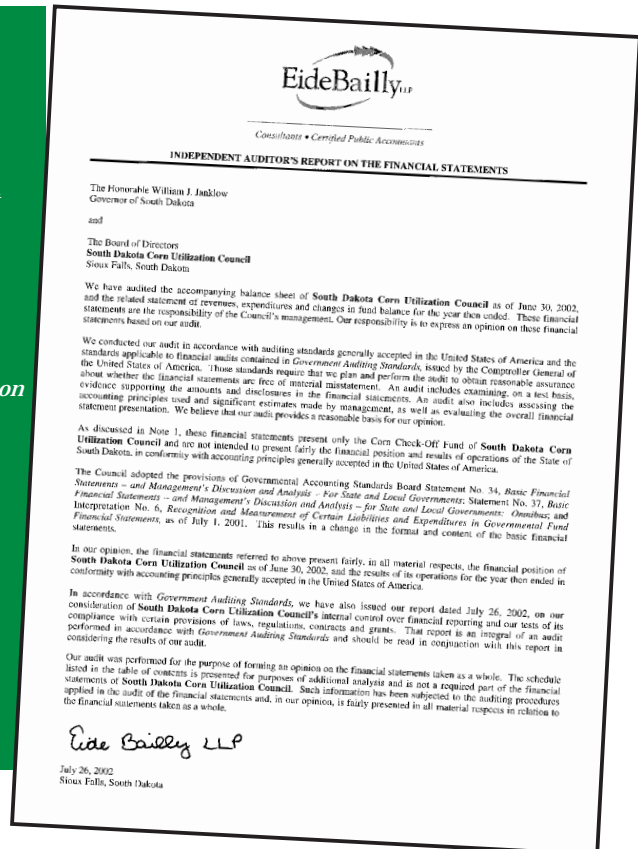 on
EideBailly LLP
Consultants • Certified Public Accountants
INDEPENDENT AUDITOR'S REPORT ON THE FINANCIAL STATEMENTS
The Honorable William J. Janklow
Governor of South Dakota
and
The Board of Directors
South Dakota Corn Utilization Council
Sioux Falls, South Dakota
We have audited the accompanying balance sheet of South Dakota Corn Utilization Council as of June 30, 2002,
and the related statement of revenues, expenditures and changes in fund balance for the year then ended. These financial
statements are the responsibility of the Council's management. Our responsibility is to express an opinion on these financial
statements based on our audit.
We conducted our audit in accordance with auditing standards generally accepted in the United States of America and the
standards applicable to financial audits contained in Government Auditing Standards, issued by the Comptroller General of
the United States of America. Those standards require that we plan and perform the audit to obtain reasonable assurance
about whether the financial statements are free of material misstatement. An audit includes examining, on a test basis,
evidence supporting the amounts and disclosures in the financial statements. An audit also includes assessing the
accounting principles used and significant estimates made by management, as well as evaluating the overall financial
statement presentation. We believe that our audit provides a reasonable basis for our opinion.
As discussed in Note 1, these financial statements present only the Corn Check-Off Fund of South Dakota Corn
Utilization Council and are not intended to present fairly the financial position and results of operations of the State of
South Dakota, in conformity with accounting principles generally accepted in the United States of America.
The Council adopted the provisions of Governmental Accounting Standards Board Statement No. 34, Basic Financial
Statements – and Management's Discussion and Analysis - For State and Local Governments; Statement No. 37, Basic
Financial Statements – and Management's Discussion and Analysis – for State and Local Governments: Omnibus; and
Interpretation No. 6, Recognition and Measurement of Certain Liabilities and Expenditures in Governmental Fund
Financial Statements, as of July 1, 2001. This results in a change in the format and content of the basic financial
statements.
In our opinion, the financial statements referred to above present fairly, in all material respects, the financial position of
South Dakota Corn Utilization Council as of June 30, 2002, and the results of its operations for the year then ended in
conformity with accounting principles generally accepted in the United States of America.
In accordance with Government Auditing Standards, we have also issued our report dated July 26, 2002, on our
consideration of South Dakota Corn Utilization Council's internal control over financial reporting and our tests of its
compliance with certain provisions of laws, regulations, contracts and grants. That report is an integral of an audit
performed in accordance with Government Auditing Standards and should be read in conjunction with this report in
considering the results of our audit.
Our audit was performed for the purpose of forming an opinion on the financial statements taken as a whole. The schedule
listed in the table of contents is presented for purposes of additional analysis and is not a required part of the financial
statements of South Dakota Corn Utilization Council. Such information has been subjected to the auditing procedures
applied in the audit of the financial statements and, in our opinion, is fairly presented in all material respects in relation to
the financial statements taken as a whole.
Eide Bailly LLP
July 26, 2002
Sioux Falls, South Dakota